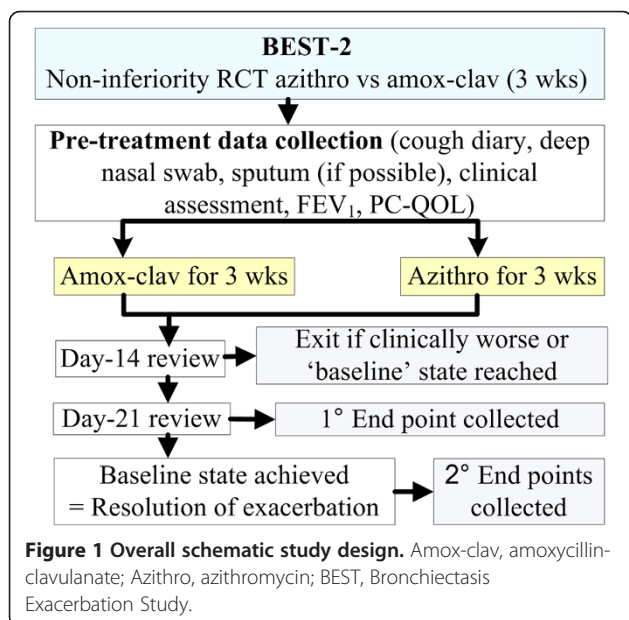 BEST-2
Non-inferiority RCT azithro vs amox-clav (3 wks)
Pre-treatment data collection (cough diary, deep
nasal swab, sputum (if possible), clinical
assessment, FEV₁, PC-QOL)
Amox-clav for 3 wks
Azithro for 3 wks
Day-14 review
Exit if clinically worse or
‘baseline’ state reached
Day-21 review
1° End point collected
Baseline state achieved
= Resolution of exacerbation
2° End points
collected
Figure 1 Overall schematic study design. Amox-clav, amoxycillin-
clavulanate; Azithro, azithromycin; BEST, Bronchiectasis
Exacerbation Study.